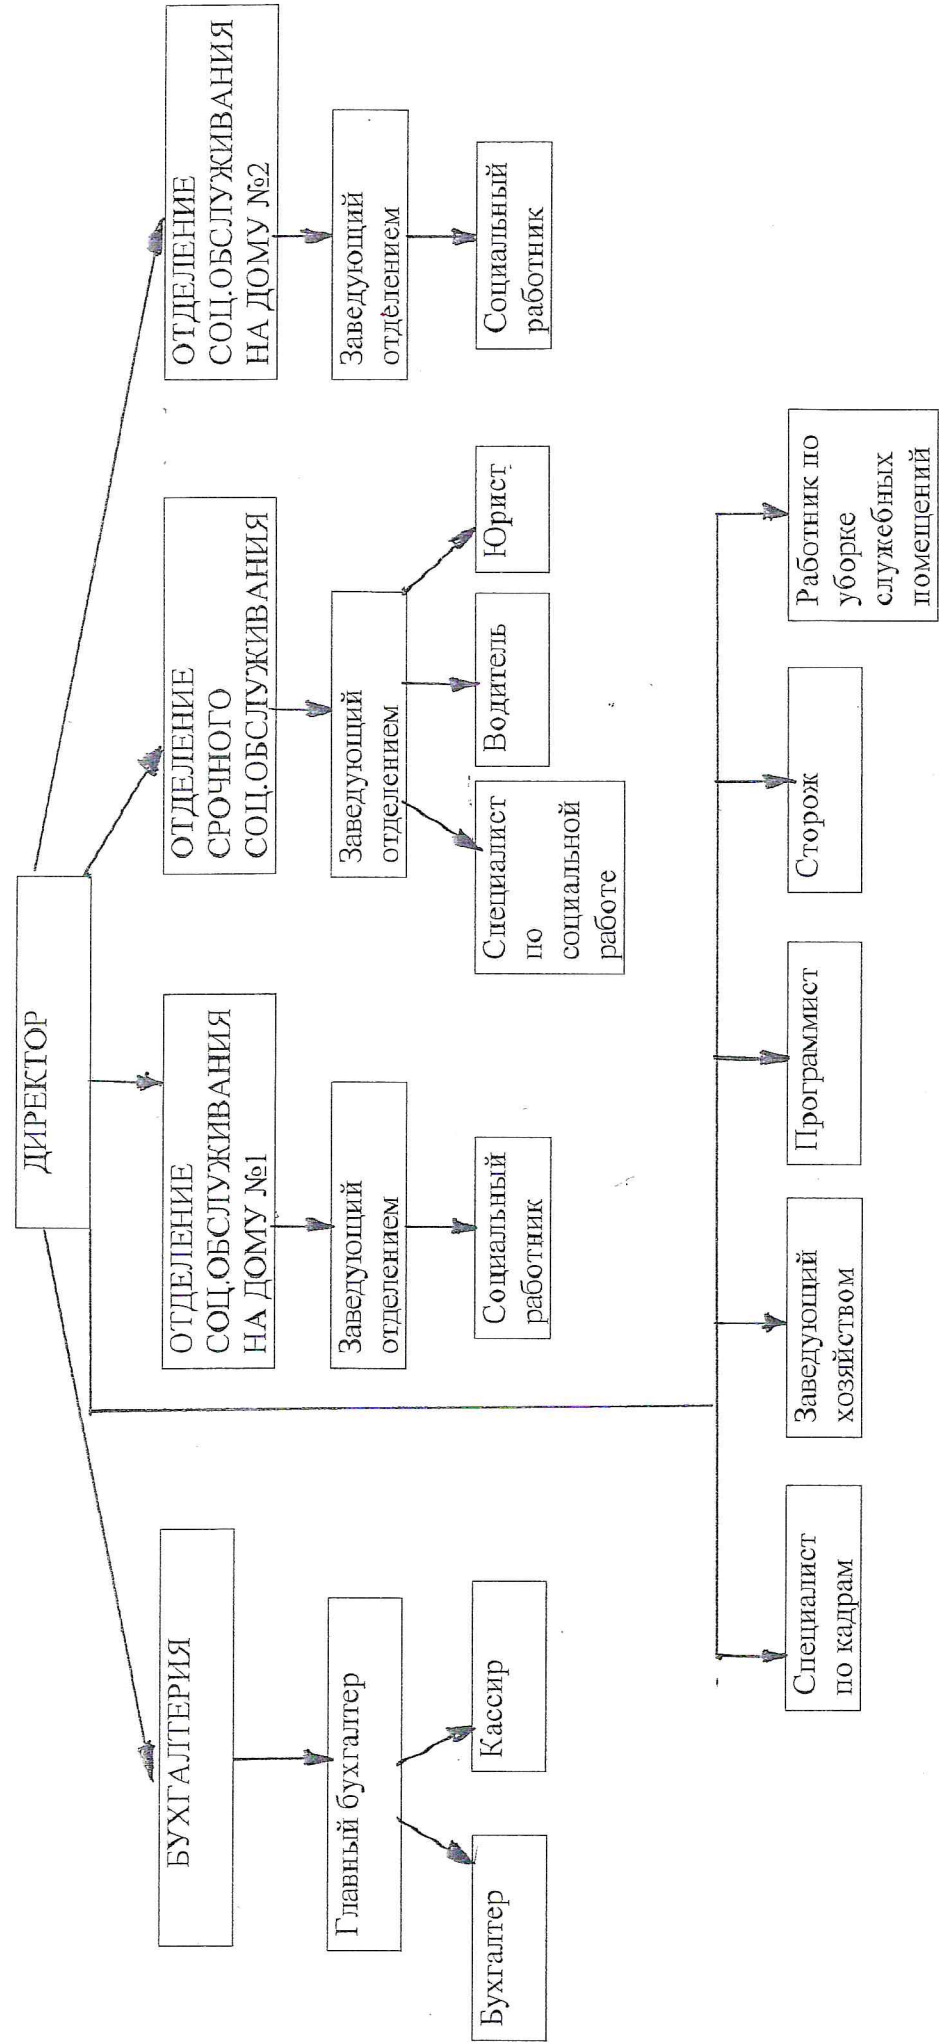 ДИРЕКТОР
БУХГАЛТЕРИЯ
ОТДЕЛЕНИЕ
СОЦ.ОБСЛУЖИВАНИЯ
НА ДОМУ №1
ОТДЕЛЕНИЕ
СРОЧНОГО
СОЦ.ОБСЛУЖИВАНИЯ
ОТДЕЛЕНИЕ
СОЦ.ОБСЛУЖИВАНИЯ
НА ДОМУ №2
Главный бухгалтер
Заведующий
отделением
Заведующий
отделением
Заведующий
отделением
Бухгалтер
Кассир
Социальный
работник
Специалист
по
социальной
работе
Водитель
Юрист
Социальный
работник
Специалист
по кадрам
Заведующий
хозяйством
Программист
Сторож
Работник по
уборке
служебных
помещений